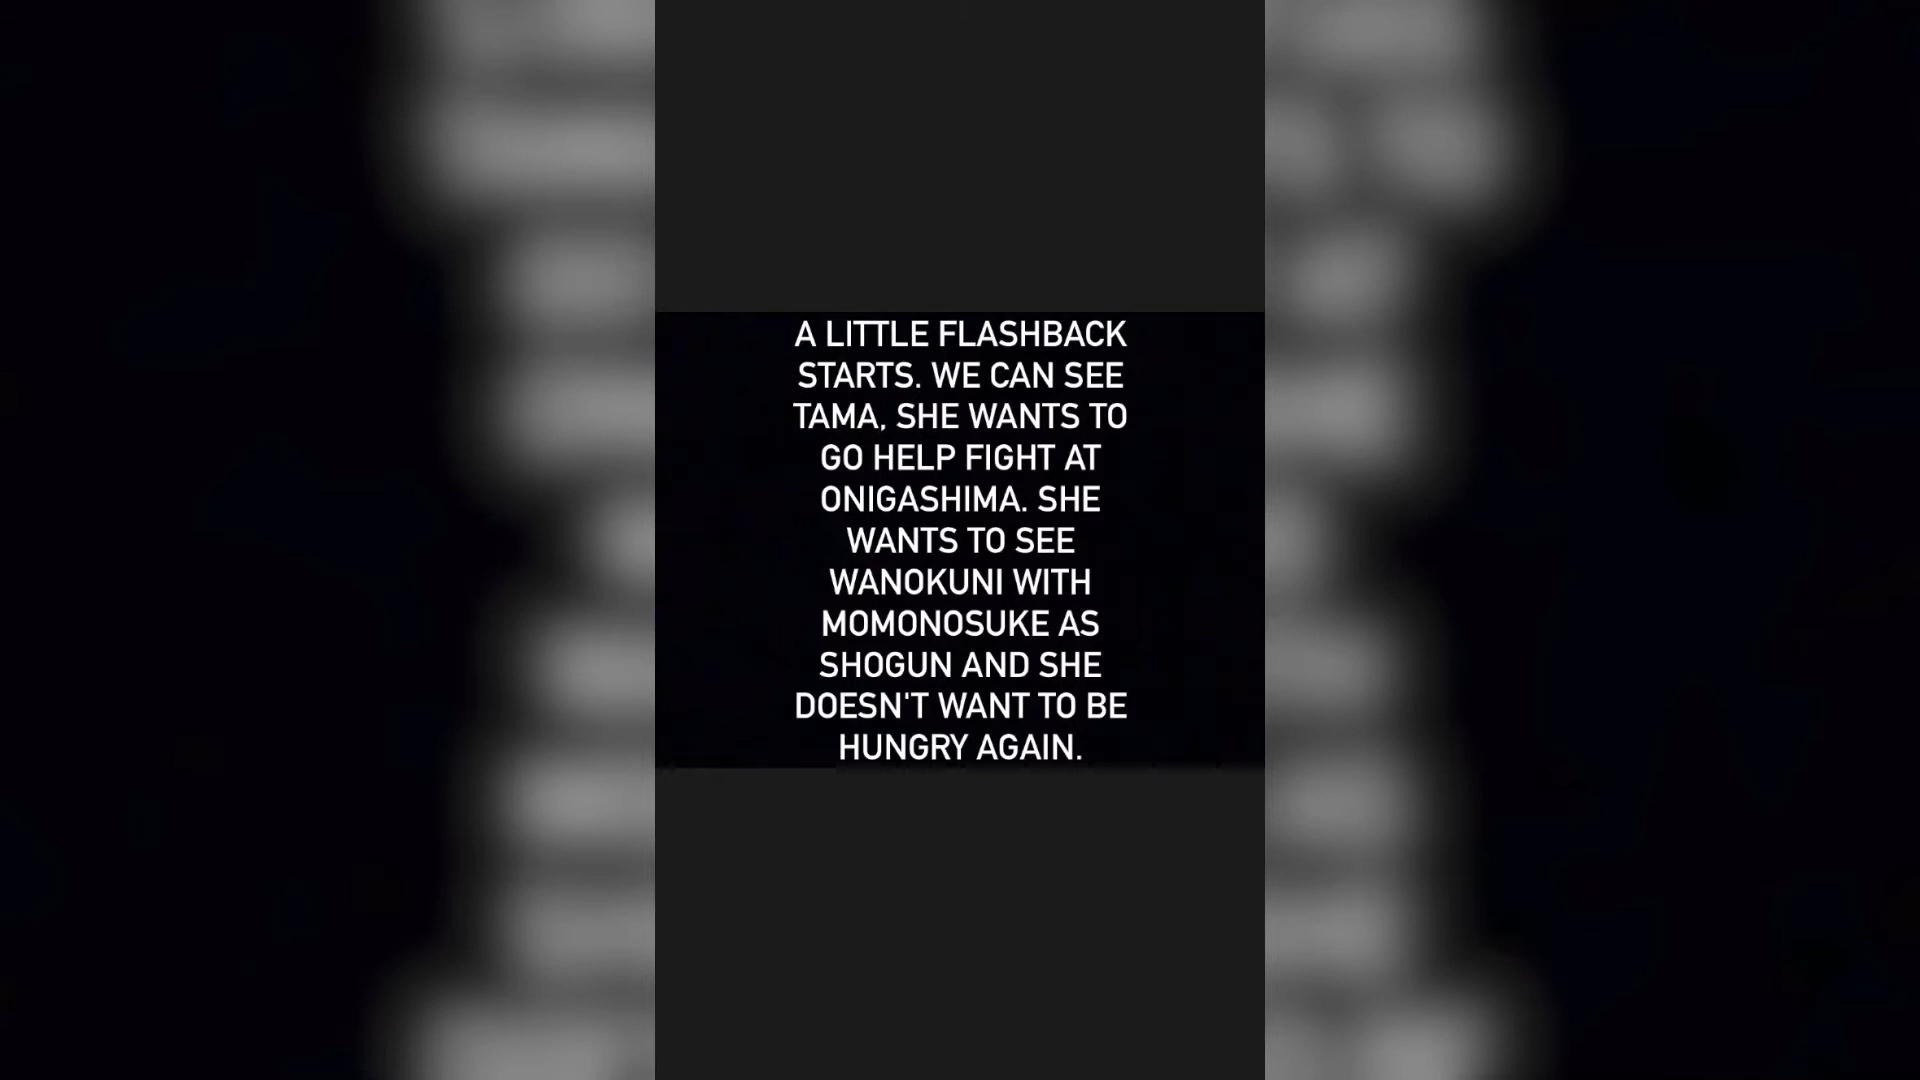 A LITTLE FLASHBACK
STARTS. WE CAN SEE
TAMA, SHE WANTS TO
GO HELP FIGHT AT
ONIGASHIMA. SHE
WANTS TO SEE
WANOKUNI WITH
MOMONOSUKE AS
SHOGUN AND SHE
DOESN'T WANT TO BE
HUNGRY AGAIN.